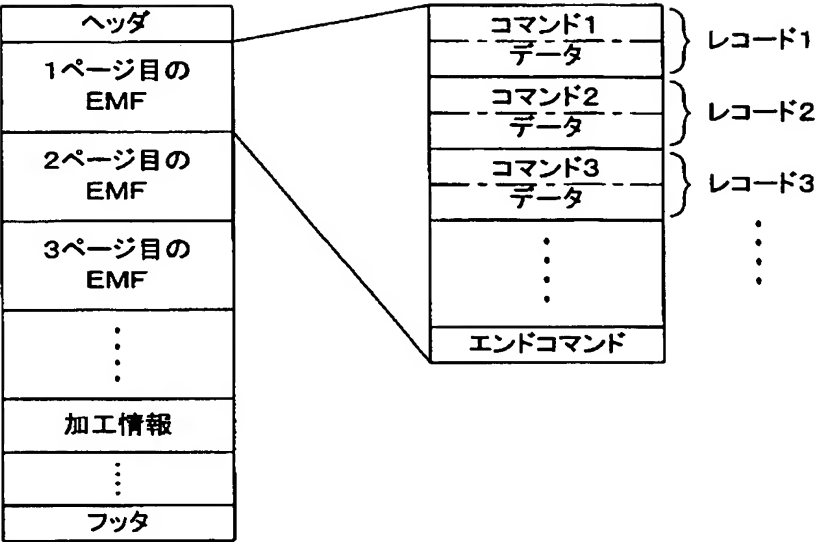 ヘッダ
1ページ目の
EMF
2ページ目の
EMF
3ページ目の
EMF
加工情報
フッタ
コマンド1
データ
レコード1
コマンド2
データ
レコード2
コマンド3
データ
レコード3
エンドコマンド